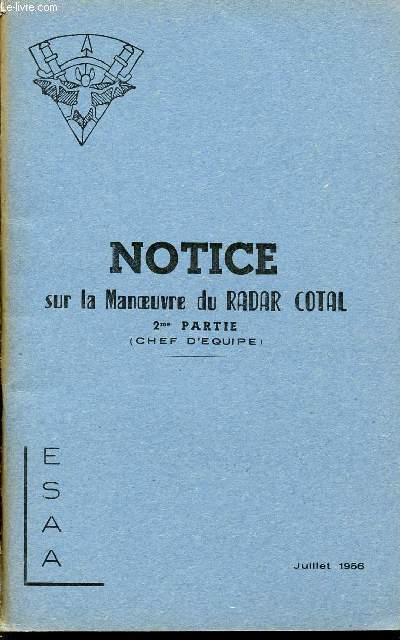 Le-livre.com
NOTICE
sur la Manœuvre du RADAR COTAL
2me PARTIE
(CHEF D'EQUIPE)
E
S
A
A
Juillet 1956